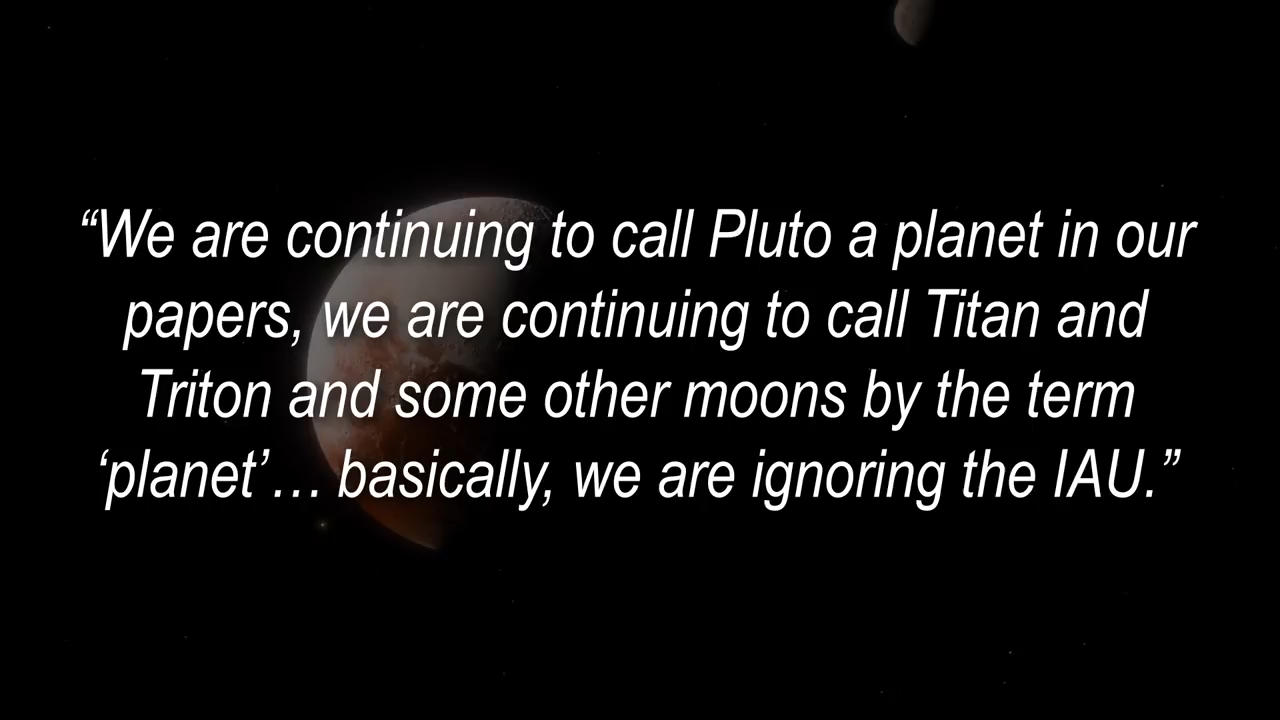 “We are continuing to call Pluto a planet in our
papers, we are continuing to call Titan and
Triton and some other moons by the term
‘planet’… basically, we are ignoring the IAU.”